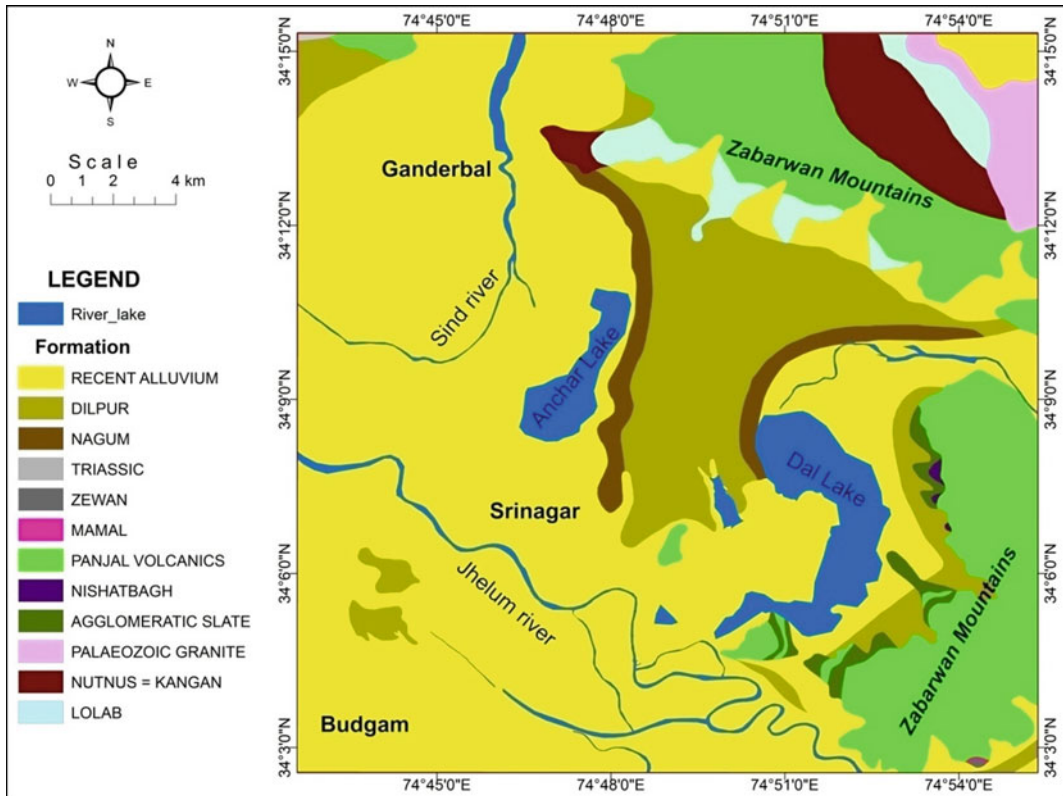 74°45'0"E 74°48'0"E 74°51'0"E 74°54'0"E
34°15'0"N 34°15'0"N
N
W E
S
Scale
0 1 2 4 km
Ganderbal
Zabarwan Mountains
34°12'0"N 34°12'0"N
LEGEND
River_lake
Formation
RECENT ALLUVIUM
DILPUR
NAGUM
TRIASSIC
ZEWAN
MAMAL
PANJAL VOLCANICS
NISHATBAGH
AGGLOMERATIC SLATE
PALAEOZOIC GRANITE
NUTNUS = KANGAN
LOLAB
Sind river
Anchar Lake
34°9'0"N 34°9'0"N
Dal Lake
Srinagar
34°6'0"N 34°6'0"N
Jhelum river
Zabarwan Mountains
Budgam
34°3'0"N 34°3'0"N
74°45'0"E 74°48'0"E 74°51'0"E 74°54'0"E